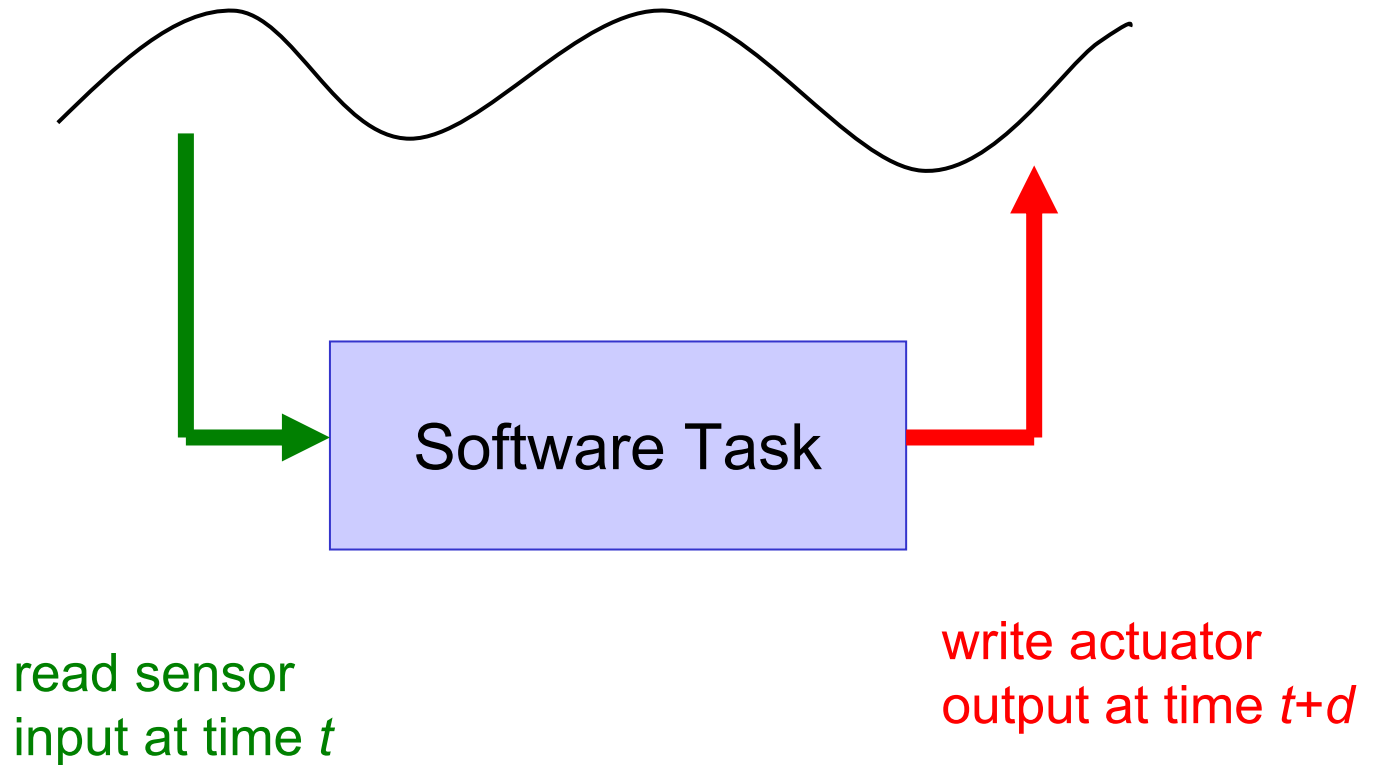 Software Task
read sensor
input at time t
write actuator
output at time t+d